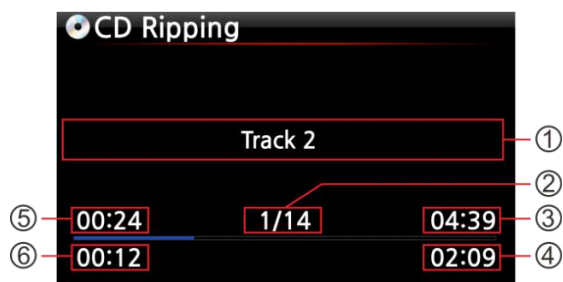 CD Ripping
Track 2
①
②
⑤ 00:24 1/14 04:39 ③
⑥ 00:12 02:09 ④